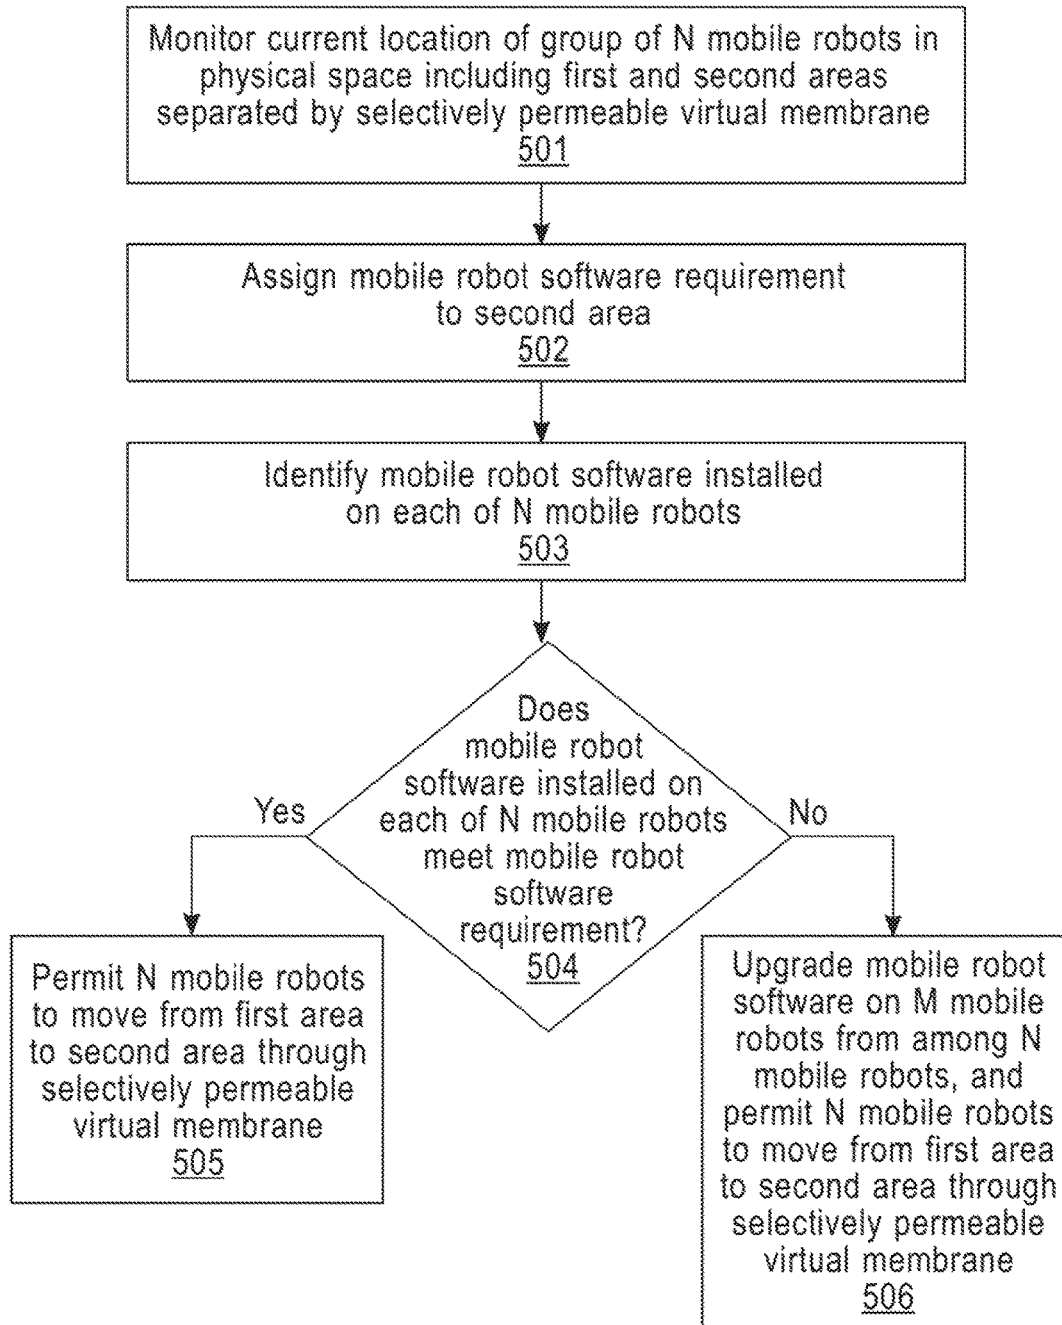 Monitor current location of group of N mobile robots in
physical space including first and second areas
separated by selectively permeable virtual membrane
501
Assign mobile robot software requirement
to second area
502
Identify mobile robot software installed
on each of N mobile robots
503
Does
mobile robot
software installed on
each of N mobile robots
meet mobile robot
software
requirement?
504
Yes
No
Permit N mobile robots
to move from first area
to second area through
selectively permeable
virtual membrane
505
Upgrade mobile robot
software on M mobile
robots from among N
mobile robots, and
permit N mobile robots
to move from first area
to second area through
selectively permeable
virtual membrane
506